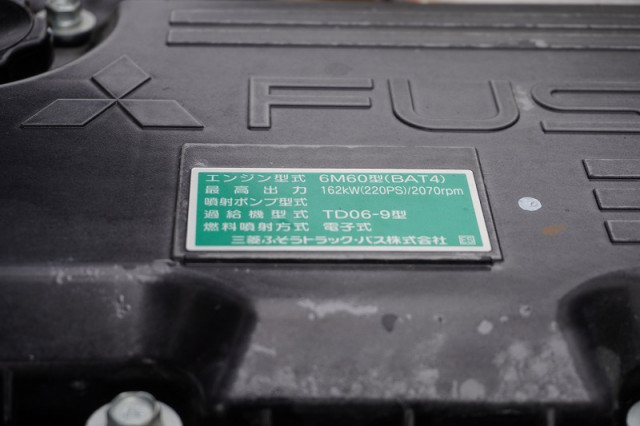 FUS
エンジン型式 6M60型(BAT4)
最高出力 162kW(220PS)/2070rpm
噴射ポンプ型式
過給機型式 TD06-9型
燃料噴射方式 電子式
三菱ふそうトラック・バス株式会社